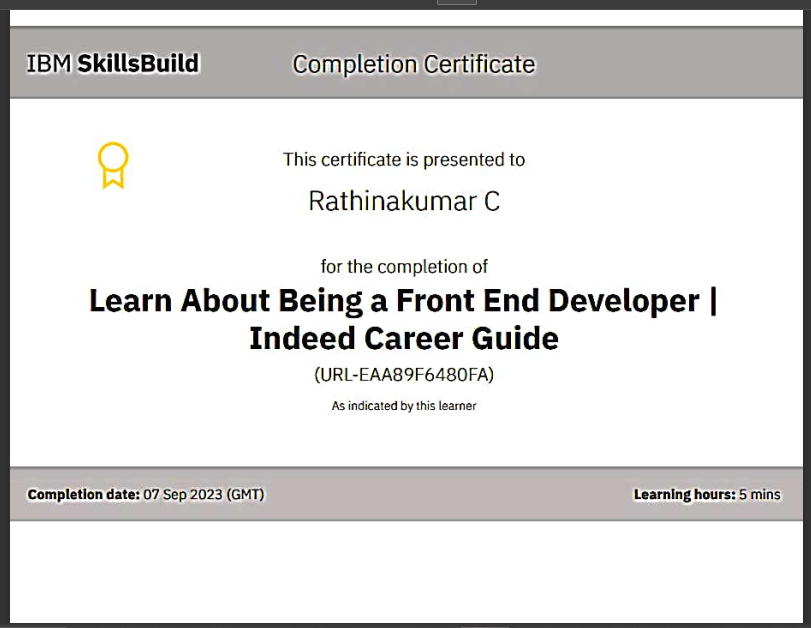 IBM SkillsBuild
Completion Certificate
This certificate is presented to
Rathinakumar C
for the completion of
Learn About Being a Front End Developer |
Indeed Career Guide
(URL-EAA89F6480FA)
As indicated by this learner
Completion date: 07 Sep 2023 (GMT)
Learning hours: 5 mins